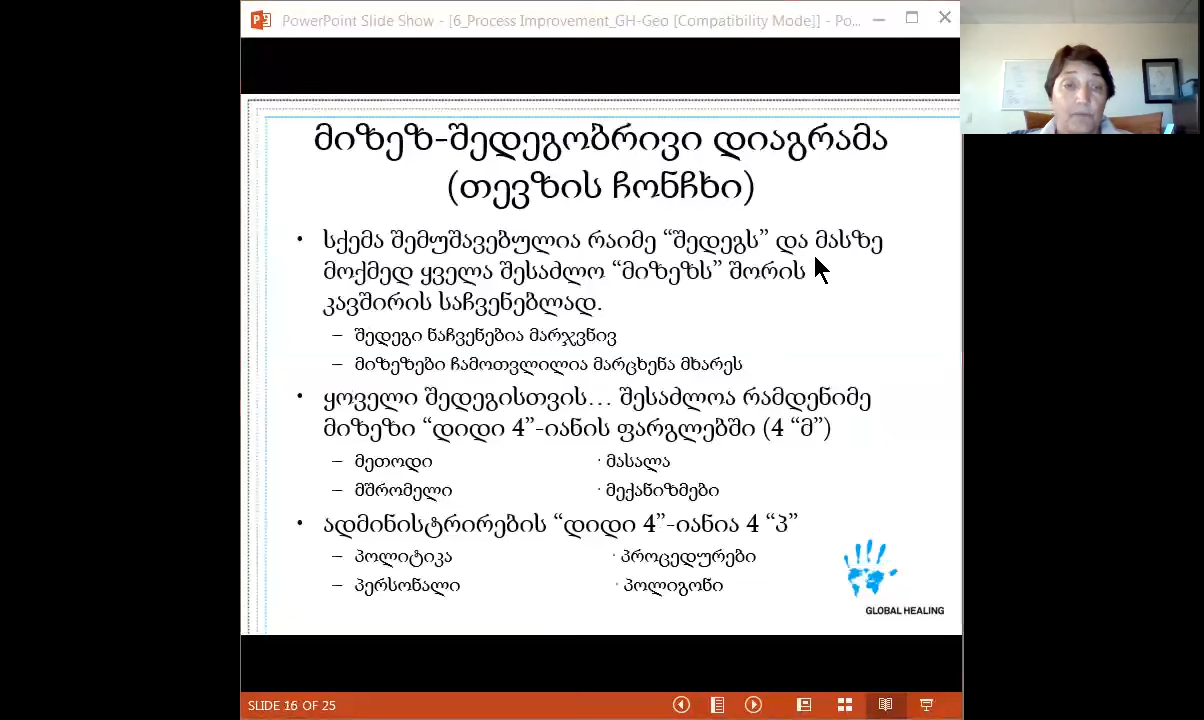 PowerPoint Slide Show - [6_Process Improvement_GH-Geo [Compatibility Mode]] - Po...
მიზეზ-შედეგობრივი დიაგრამა
(თევზის ჩონჩხი)
• სქემა შემუშავებულია რაიმე “შედეგს” და მასზე
მოქმედ ყველა შესაძლო “მიზეზს” შორის
კავშირის საჩვენებლად.
– შედეგი ნაჩვენებია მარჯვნივ
– მიზეზები ჩამოთვლილია მარცხენა მხარეს
• ყოველი შედეგისთვის… შესაძლოა რამდენიმე
მიზეზი “დიდი 4”-იანის ფარგლებში (4 “მ”)
– მეთოდი · მასალა
– მშრომელი · მექანიზმები
• ადმინისტრირების “დიდი 4”-იანია 4 “პ”
– პოლიტიკა · პროცედურები
– პერსონალი · პოლიგონი
GLOBAL HEALING
SLIDE 16 OF 25